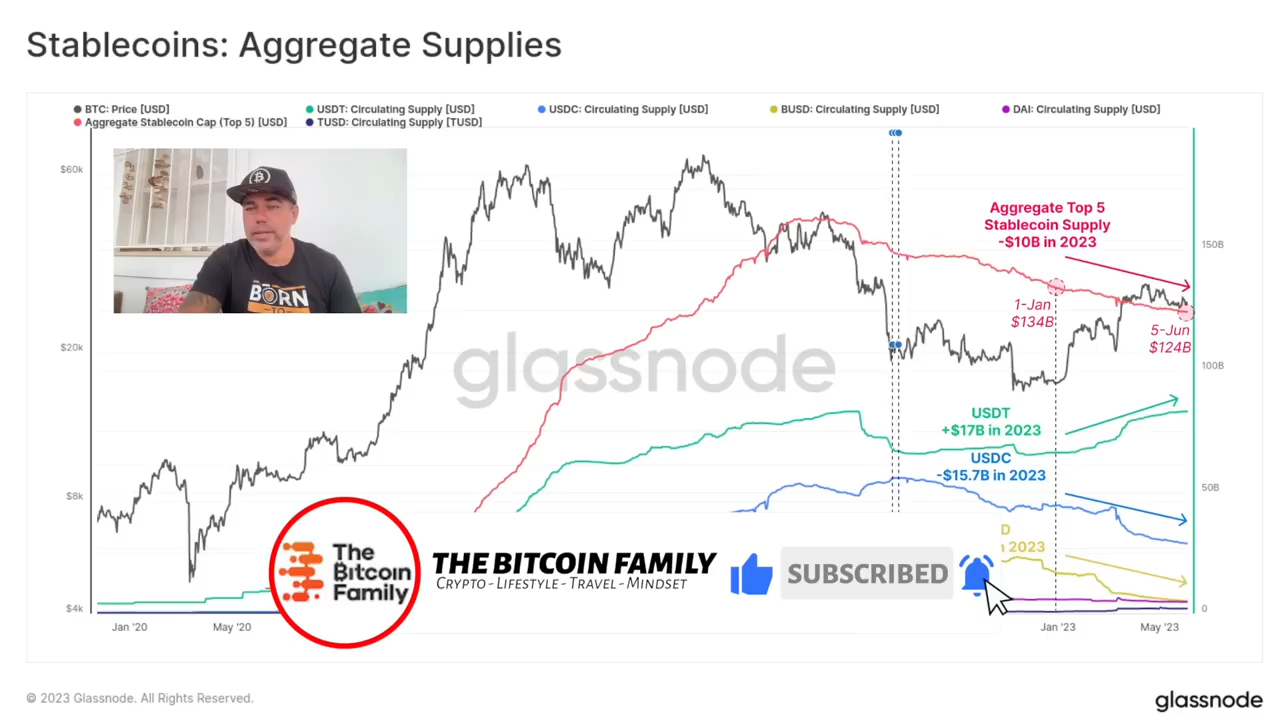 Stablecoins: Aggregate Supplies
BTC: Price [USD]
USDT: Circulating Supply [USD]
USDC: Circulating Supply [USD]
BUSD: Circulating Supply [USD]
DAI: Circulating Supply [USD]
Aggregate Stablecoin Cap (Top 5) [USD]
TUSD: Circulating Supply [TUSD]
$60k
$20k
$8k
$4k
150B
100B
50B
0
BORN
TO
Aggregate Top 5
Stablecoin Supply
-$10B in 2023
1-Jan
$134B
5-Jun
$124B
glassnode
USDT
+$17B in 2023
USDC
-$15.7B in 2023
D
2023
The
Bitcoin
Family
THE BITCOIN FAMILY
CRYPTO - LIFESTYLE - TRAVEL - MINDSET
SUBSCRIBED
Jan '20
May '20
Jan '23
May '23
© 2023 Glassnode. All Rights Reserved.
glassnode